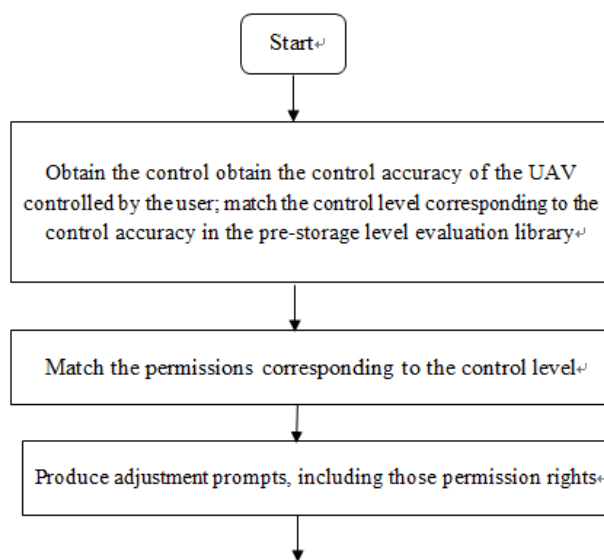 Start↵
Obtain the control obtain the control accuracy of the UAV
controlled by the user; match the control level corresponding to the
control accuracy in the pre-storage level evaluation library↵
Match the permissions corresponding to the control level↵
Produce adjustment prompts, including those permission rights↵